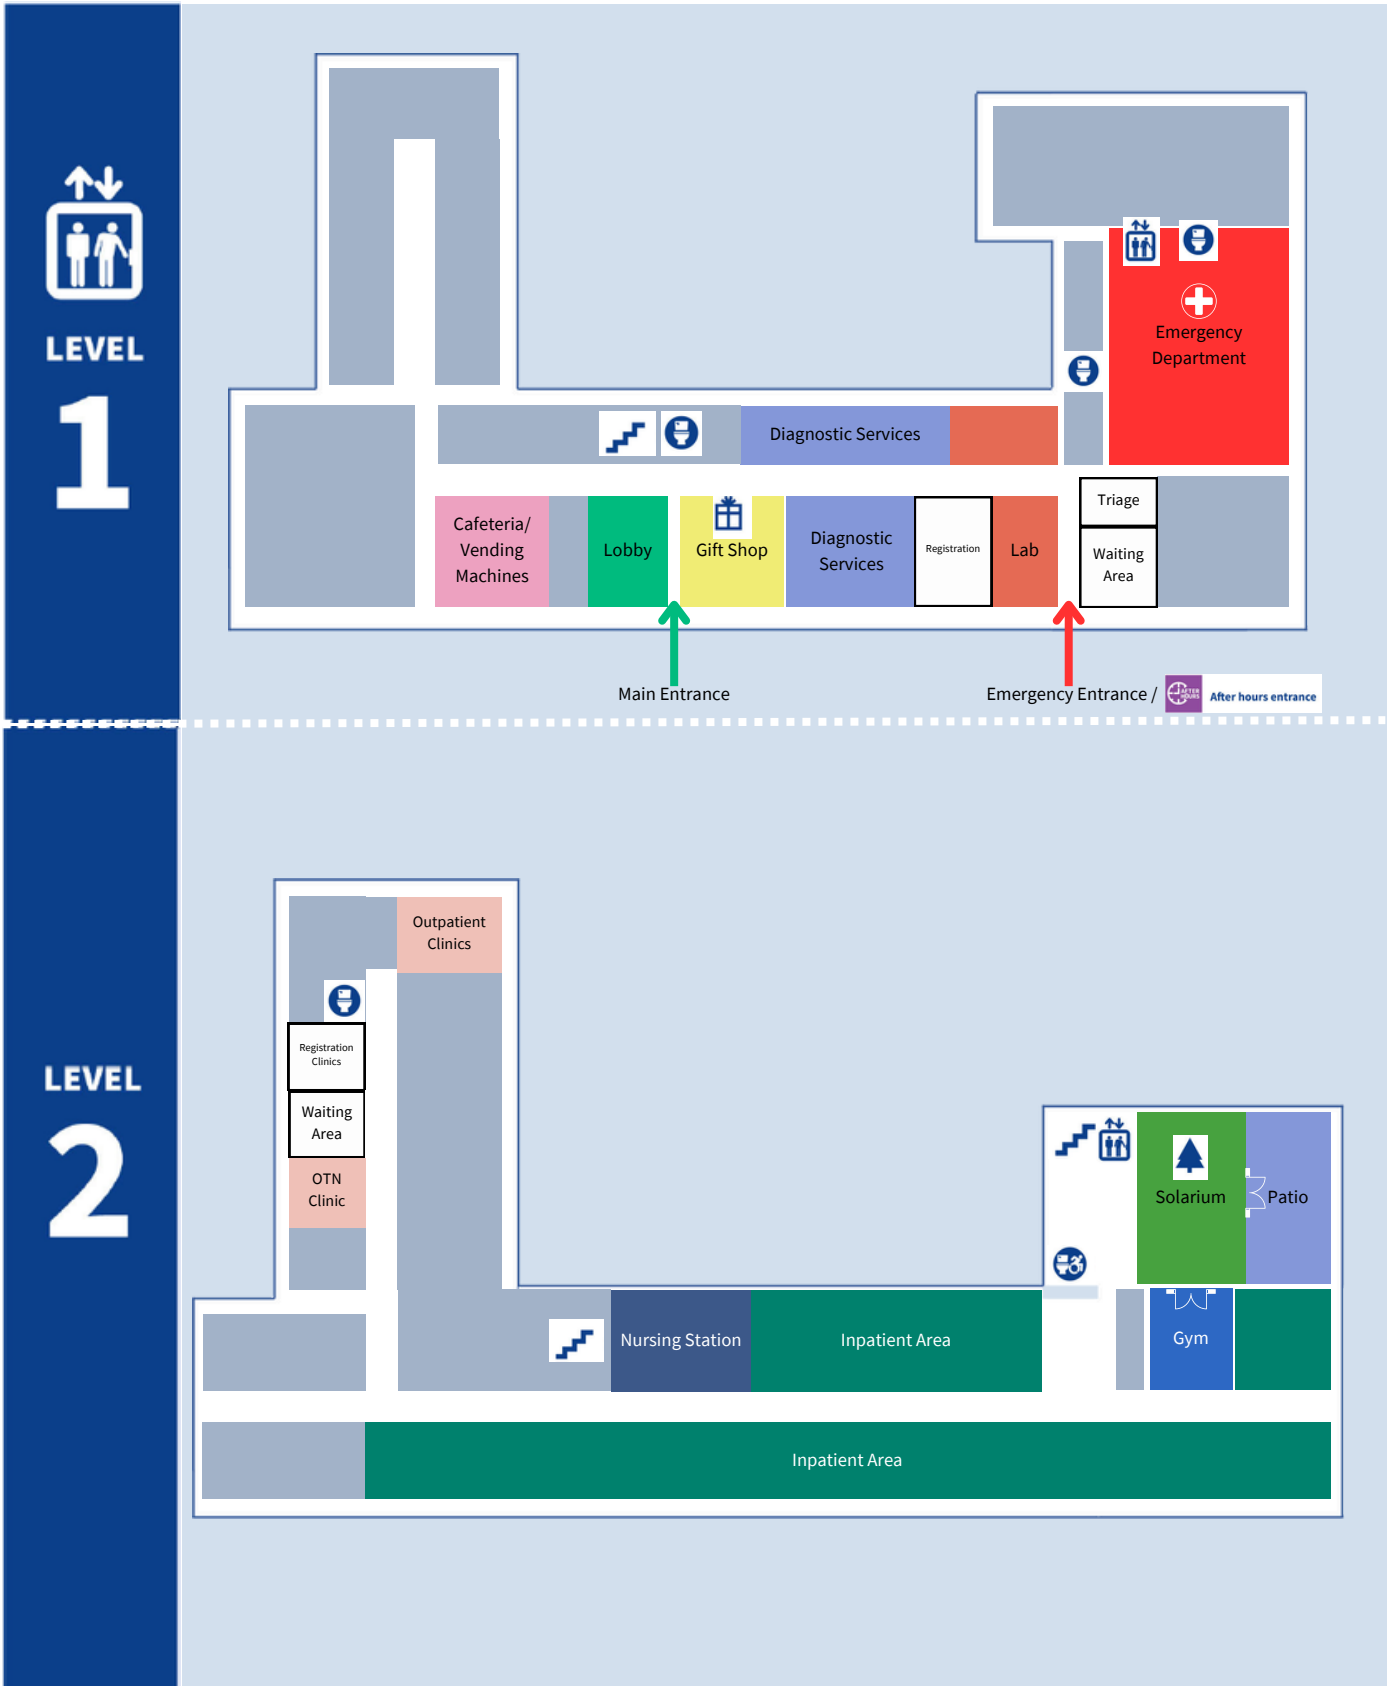 LEVEL
1
Emergency
Department
Diagnostic Services
Cafeteria/
Vending
Machines
Lobby
Gift Shop
Diagnostic
Services
Registration
Lab
Triage
Waiting
Area
Main Entrance
Emergency Entrance /
AFTER
HOURS
After hours entrance
LEVEL
2
Outpatient
Clinics
Registration
Clinics
Waiting
Area
OTN
Clinic
Solarium
Patio
Nursing Station
Inpatient Area
Gym
Inpatient Area